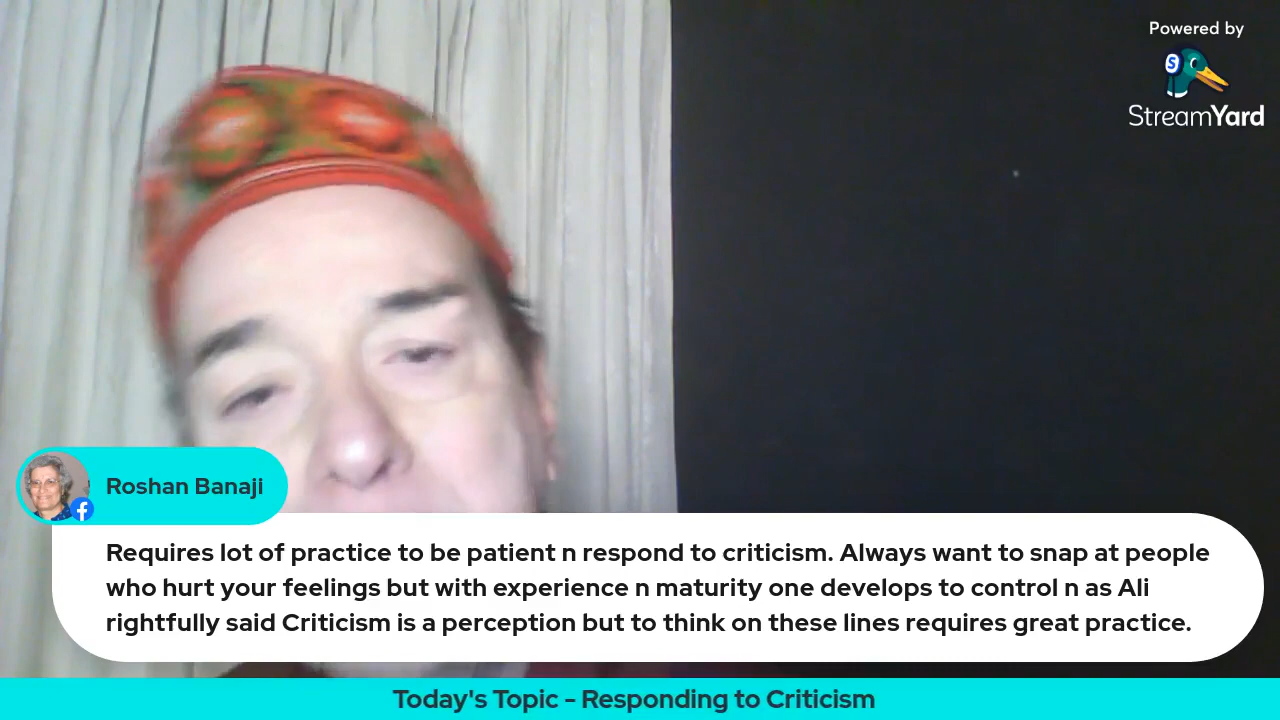 Powered by
StreamYard
Roshan Banaji
Requires lot of practice to be patient n respond to criticism. Always want to snap at people
who hurt your feelings but with experience n maturity one develops to control n as Ali
rightfully said Criticism is a perception but to think on these lines requires great practice.
Today's Topic - Responding to Criticism